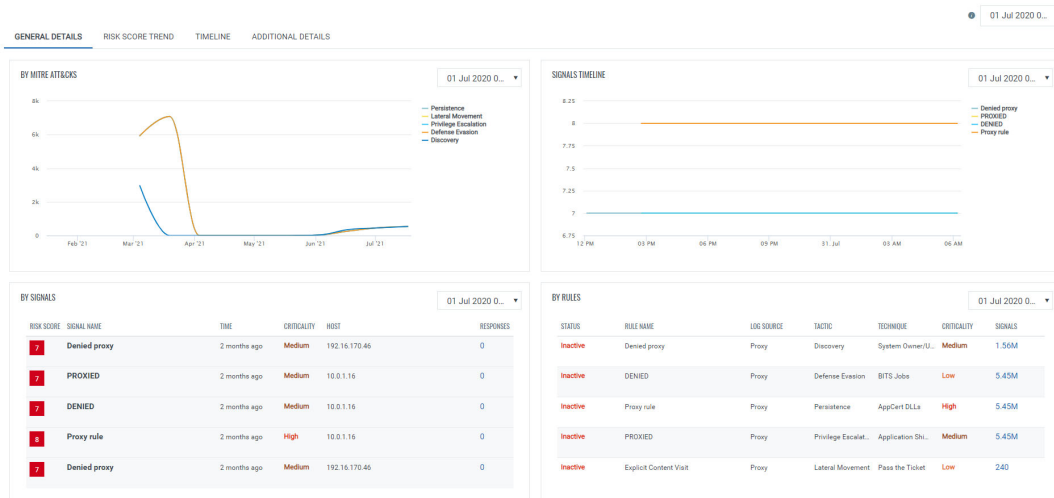 01 Jul 2020 0...
GENERAL DETAILS RISK SCORE TREND TIMELINE ADDITIONAL DETAILS
BY MITRE ATT&CKS
01 Jul 2020 0...
8k
6k
4k
2k
0
Feb '21 Mar '21 Apr '21 May '21 Jun '21 Jul '21
Persistence
Lateral Movement
Privilege Escalation
Defense Evasion
Discovery
SIGNALS TIMELINE
01 Jul 2020 0...
8.25
8
7.75
7.5
7.25
7
6.75
12 PM 03 PM 06 PM 09 PM 31. Jul 03 AM 06 AM
Denied proxy
PROXIED
DENIED
Proxy rule
BY SIGNALS
01 Jul 2020 0...
RISK SCORE SIGNAL NAME TIME CRITICALITY HOST RESPONSES
7 Denied proxy 2 months ago Medium 192.16.170.46 0
7 PROXIED 2 months ago Medium 10.0.1.16 0
7 DENIED 2 months ago Medium 10.0.1.16 0
8 Proxy rule 2 months ago High 10.0.1.16 0
7 Denied proxy 2 months ago Medium 192.16.170.46 0
BY RULES
01 Jul 2020 0...
STATUS RULE NAME LOG SOURCE TACTIC TECHNIQUE CRITICALITY SIGNALS
Inactive Denied proxy Proxy Discovery System Owner/U... Medium 1.56M
Inactive DENIED Proxy Defense Evasion BITS Jobs Low 5.45M
Inactive Proxy rule Proxy Persistence AppCert DLLs High 5.45M
Inactive PROXIED Proxy Privilege Escalat... Application Shi... Medium 5.45M
Inactive Explicit Content Visit Proxy Lateral Movement Pass the Ticket Low 240